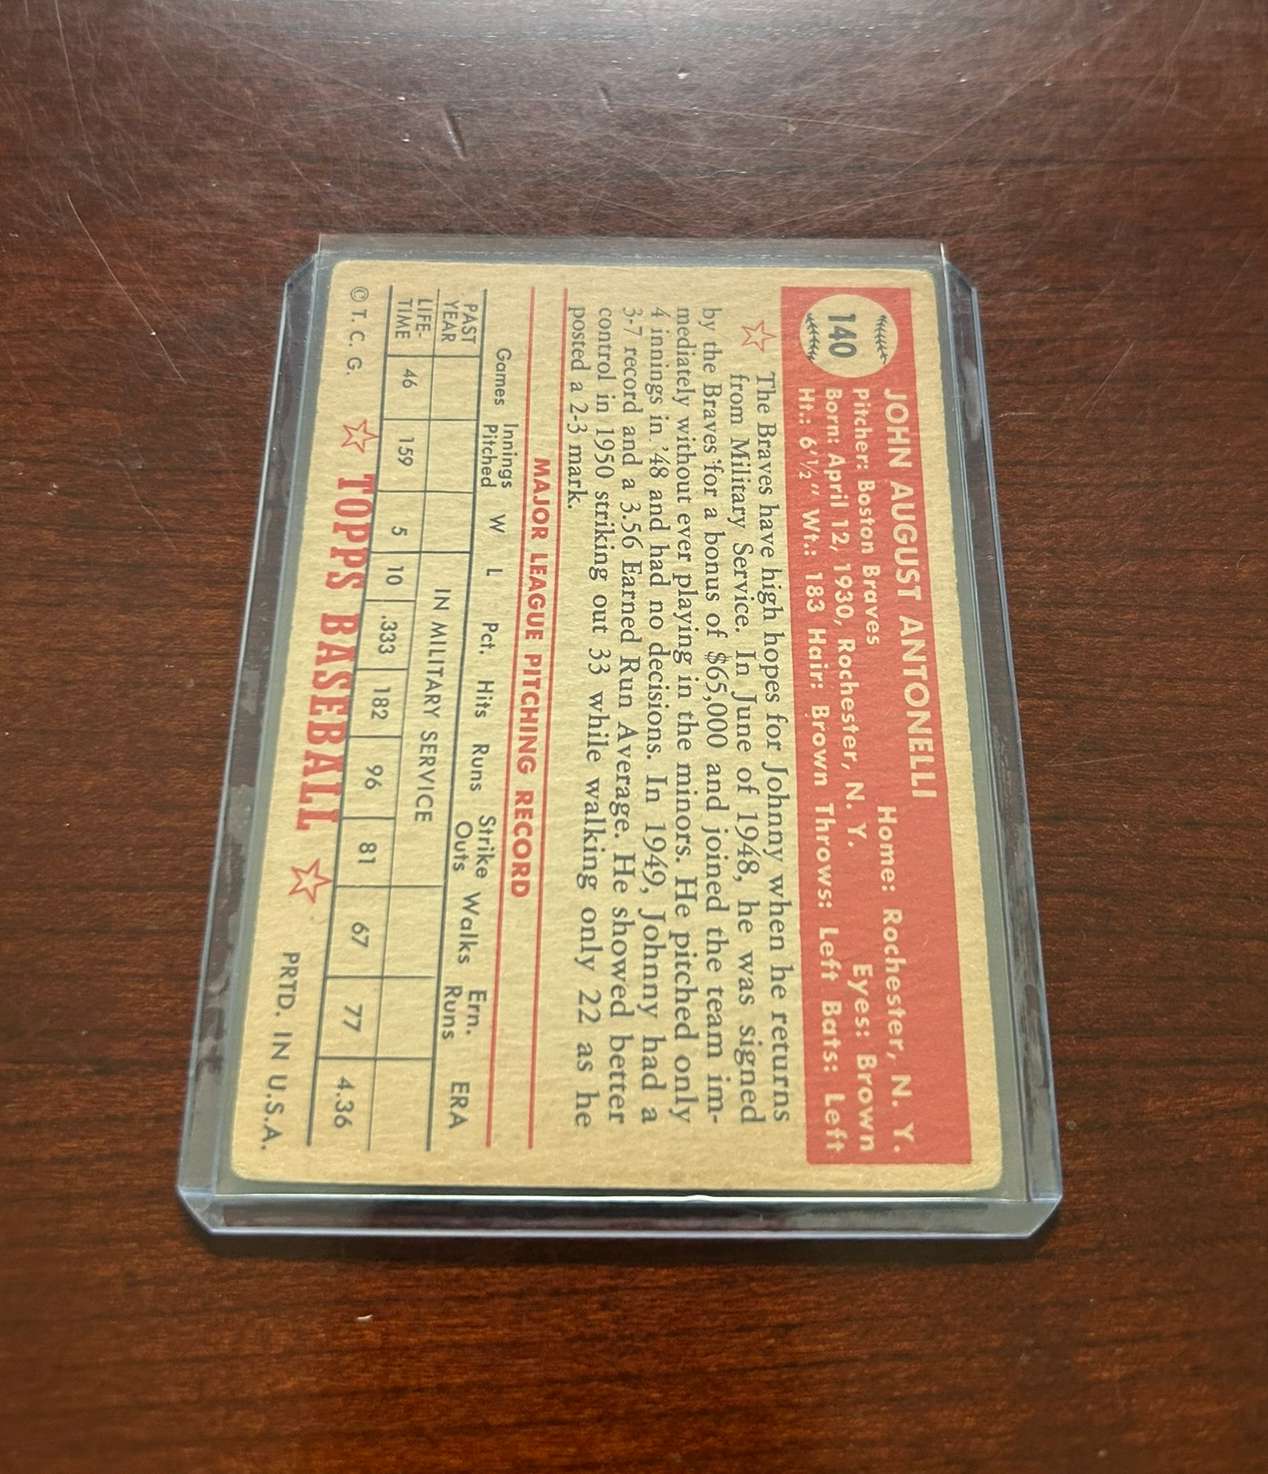 140
JOHN AUGUST ANTONELLI
Pitcher: Boston Braves Home: Rochester, N. Y.
Born: April 12, 1930, Rochester, N. Y. Eyes: Brown
Ht.: 6'½" Wt.: 183 Hair: Brown Throws: Left Bats: Left
The Braves have high hopes for Johnny when he returns
from Military Service. In June of 1948, he was signed
by the Braves for a bonus of $65,000 and joined the team im-
mediately without ever playing in the minors. He pitched only
4 innings in '48 and had no decisions. In 1949, Johnny had a
3-7 record and a 3.56 Earned Run Average. He showed better
control in 1950 striking out 33 while walking only 22 as he
posted a 2-3 mark.
MAJOR LEAGUE PITCHING RECORD
Games Innings Pitched W L Pct. Hits Runs Strike Outs Walks Ern. Runs ERA
PAST YEAR IN MILITARY SERVICE
LIFE-TIME 46 159 5 10 .333 182 96 81 67 77 4.36
© T. C. G. TOPPS BASEBALL PRTD. IN U.S.A.